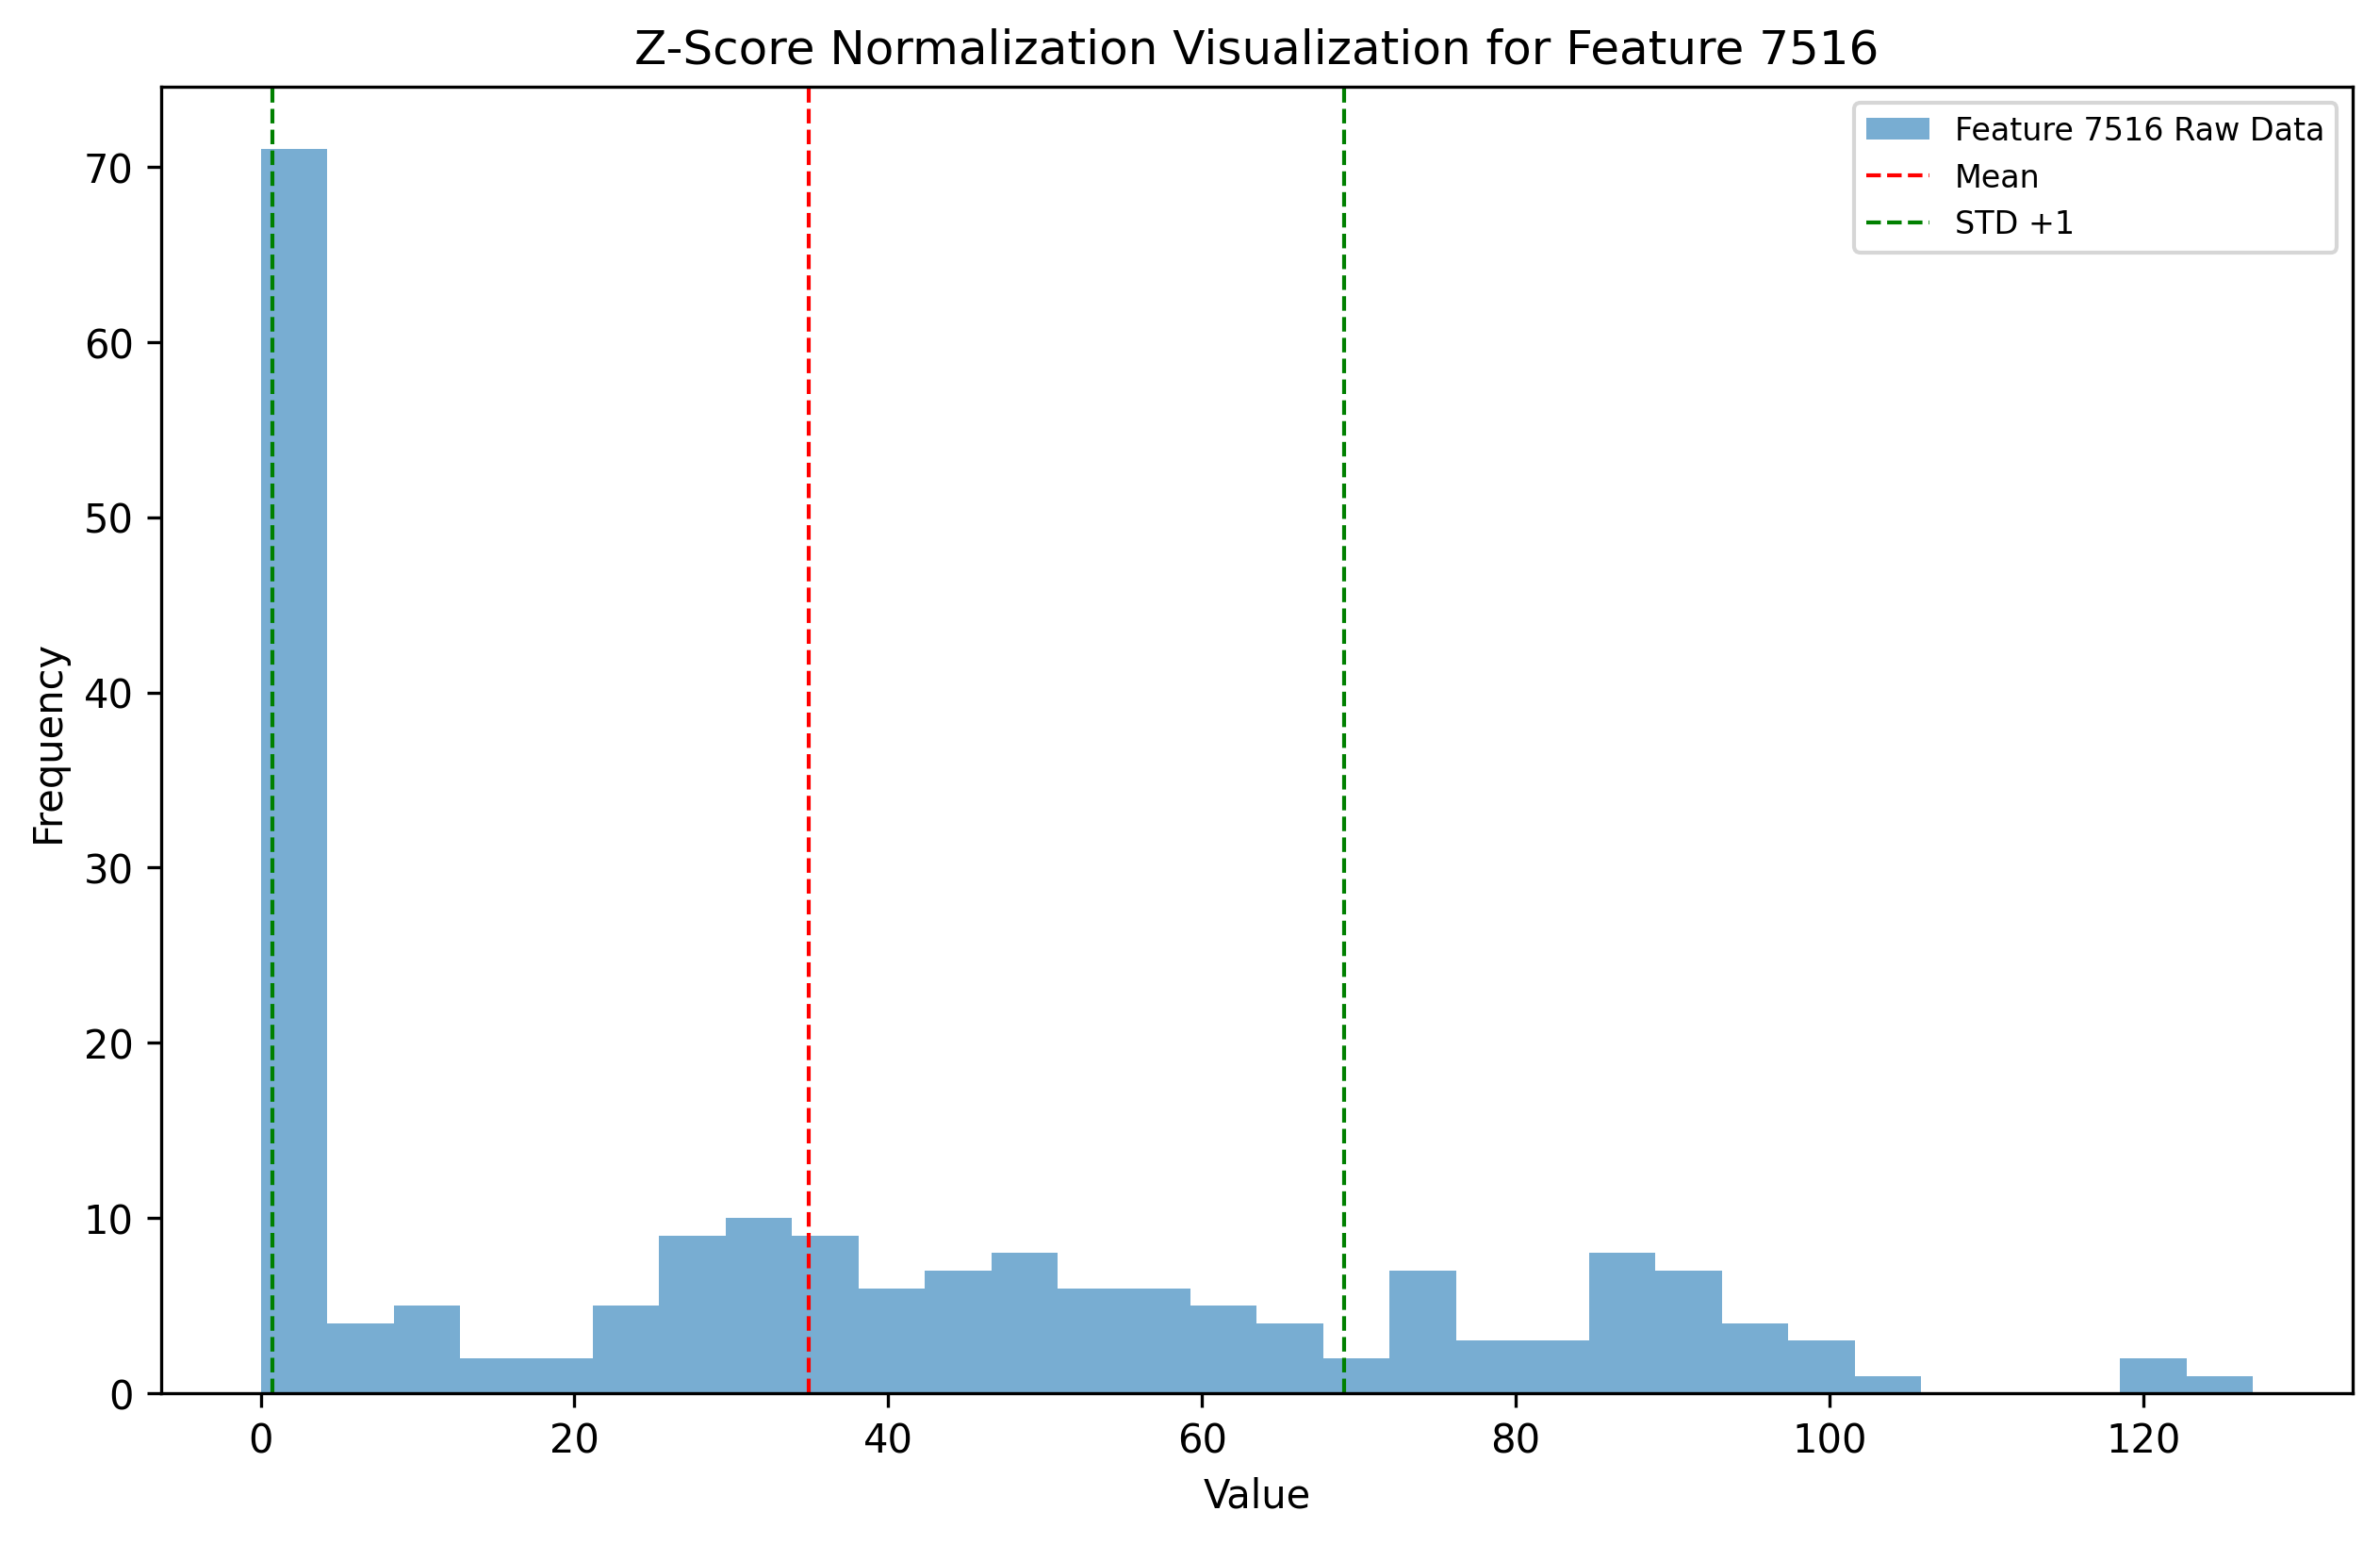 Z-Score Normalization Visualization for Feature 7516
Feature 7516 Raw Data
Mean
STD +1
70
60
50
40
30
20
10
0
Frequency
0 20 40 60 80 100 120
Value